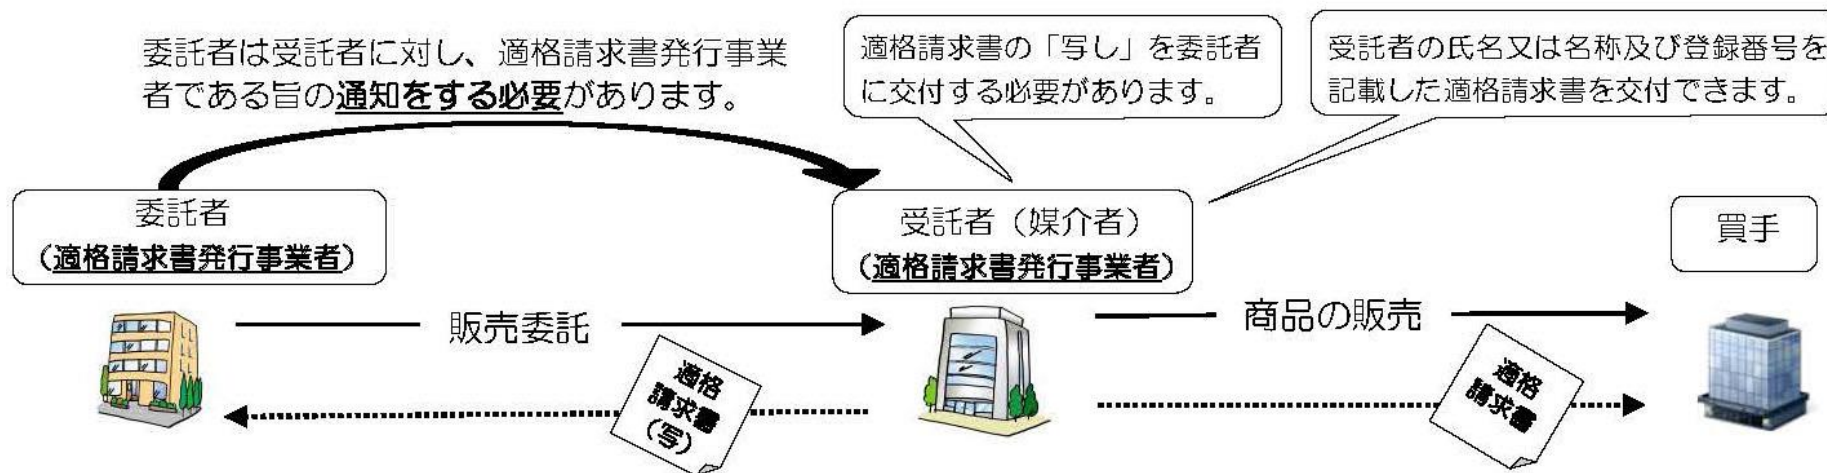 委託者は受託者に対し、適格請求書発行事業
者である旨の通知をする必要があります。
適格請求書の「写し」を委託者
に交付する必要があります。
受託者の氏名又は名称及び登録番号を
記載した適格請求書を交付できます。
委託者
(適格請求書発行事業者)
受託者(媒介者)
(適格請求書発行事業者)
買手
販売委託
商品の販売
適格
請求書
(写)
適格
請求書